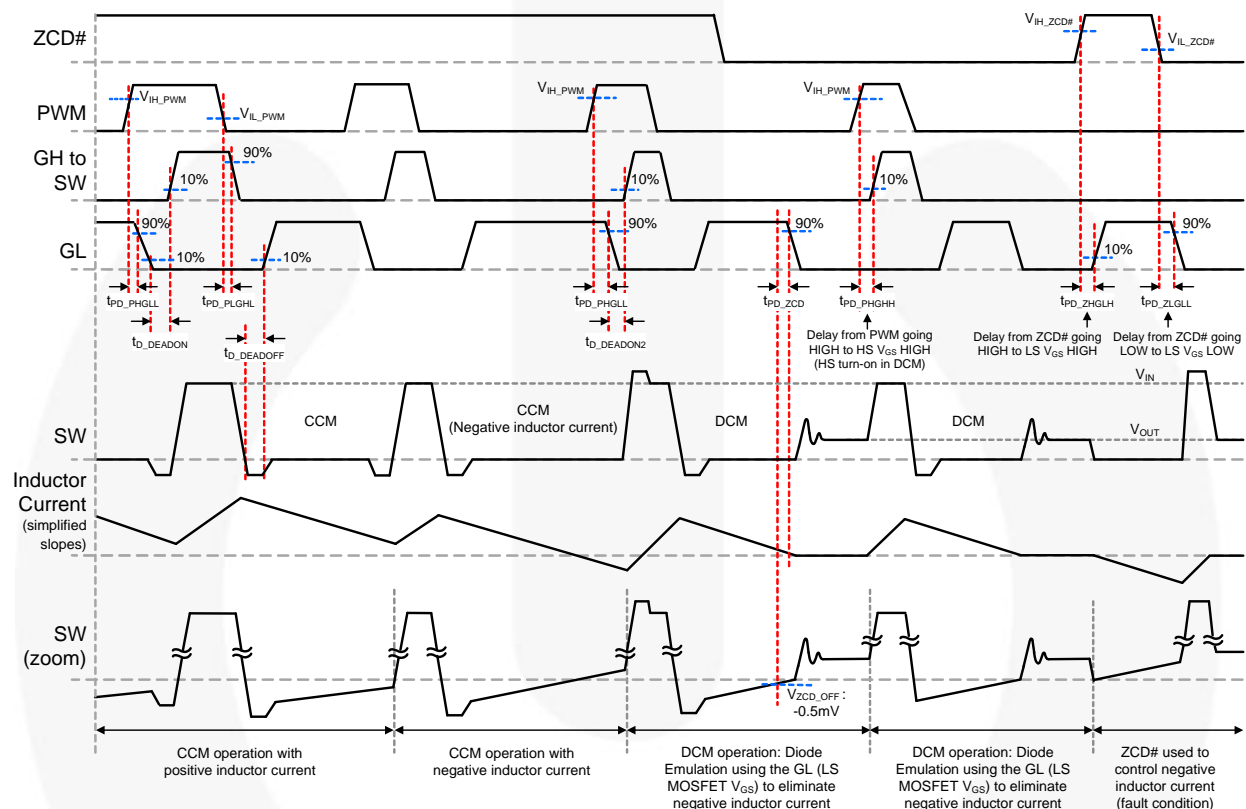 ZCD#
V_IH_ZCD#
V_IL_ZCD#
PWM
V_IH_PWM
V_IL_PWM
V_IH_PWM
V_IH_PWM
GH to
SW
10%
90%
10%
10%
GL
90%
10%
10%
90%
90%
10%
90%
t_PD_PHGLL
t_PD_PLGHL
t_PD_PHGLL
t_PD_ZCD
t_PD_PHGHH
t_PD_ZHGLH
t_PD_ZLGLL
t_D_DEADON
t_D_DEADOFF
t_D_DEADON2
Delay from PWM going
HIGH to HS V_GS HIGH
(HS turn-on in DCM)
Delay from ZCD# going
HIGH to LS V_GS HIGH
Delay from ZCD# going
LOW to LS V_GS LOW
SW
CCM
CCM
(Negative inductor current)
DCM
DCM
V_IN
V_OUT
Inductor
Current
(simplified
slopes)
SW
(zoom)
V_ZCD_OFF :
-0.5mV
CCM operation with
positive inductor current
CCM operation with
negative inductor current
DCM operation: Diode
Emulation using the GL (LS
MOSFET V_GS) to eliminate
negative inductor current
DCM operation: Diode
Emulation using the GL (LS
MOSFET V_GS) to eliminate
negative inductor current
ZCD# used to
control negative
inductor current
(fault condition)